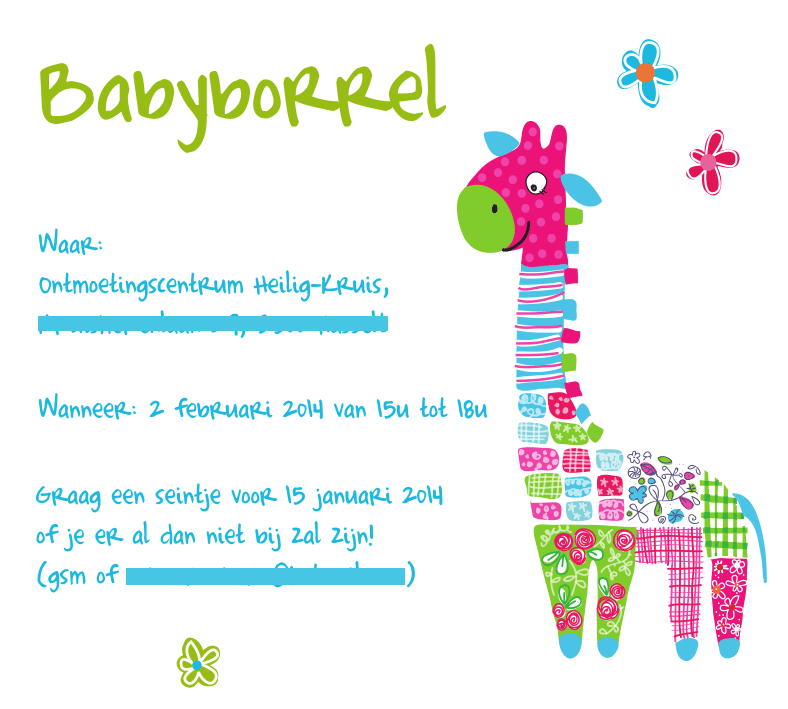 Babyborrel
Waar:
Ontmoetingscentrum Heilig-Kruis,
Wanneer: 2 februari 2014 van 15u tot 18u
Graag een seintje voor 15 januari 2014
of je er al dan niet bij zal zijn!
(gsm of )